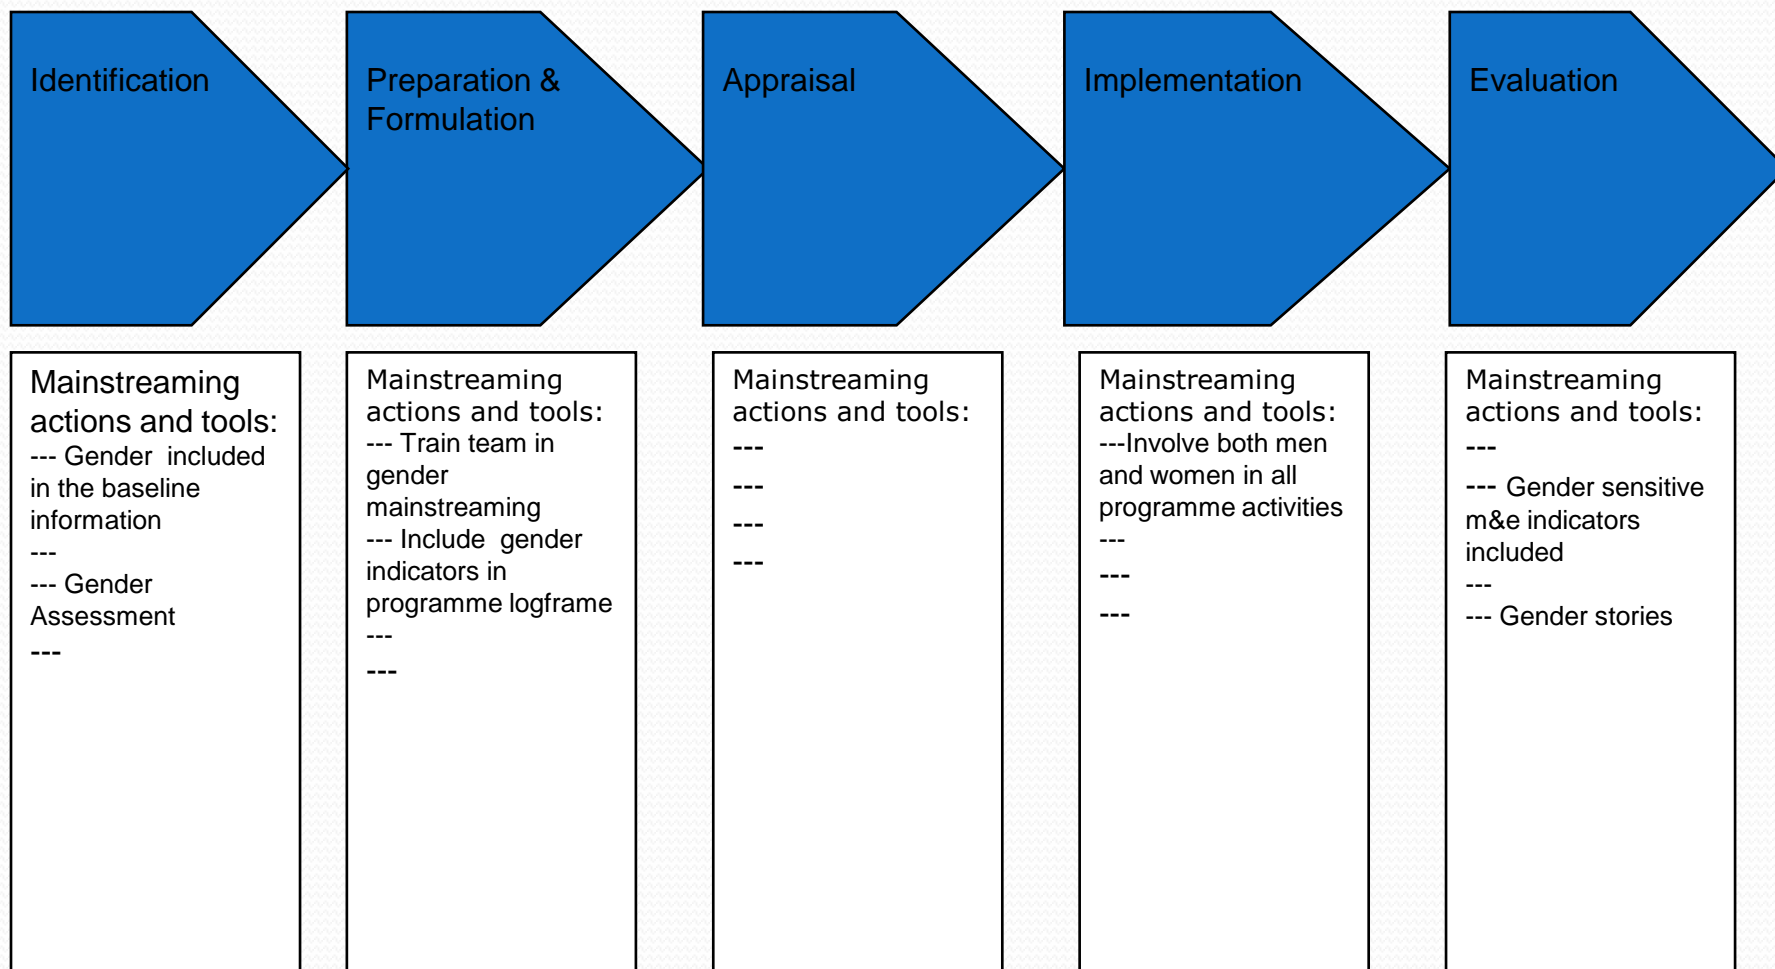 Identification
Preparation &
Formulation
Appraisal
Implementation
Evaluation
Mainstreaming
actions and tools:
--- Gender  included
in the baseline
information
---
--- Gender
Assessment
---
Mainstreaming
actions and tools:
--- Train team in
gender
mainstreaming
--- Include  gender
indicators in
programme logframe
---
---
Mainstreaming
actions and tools:
---
---
---
---
Mainstreaming
actions and tools:
---Involve both men
and women in all
programme activities
---
---
---
Mainstreaming
actions and tools:
---
--- Gender sensitive
m&e indicators
included
---
--- Gender stories